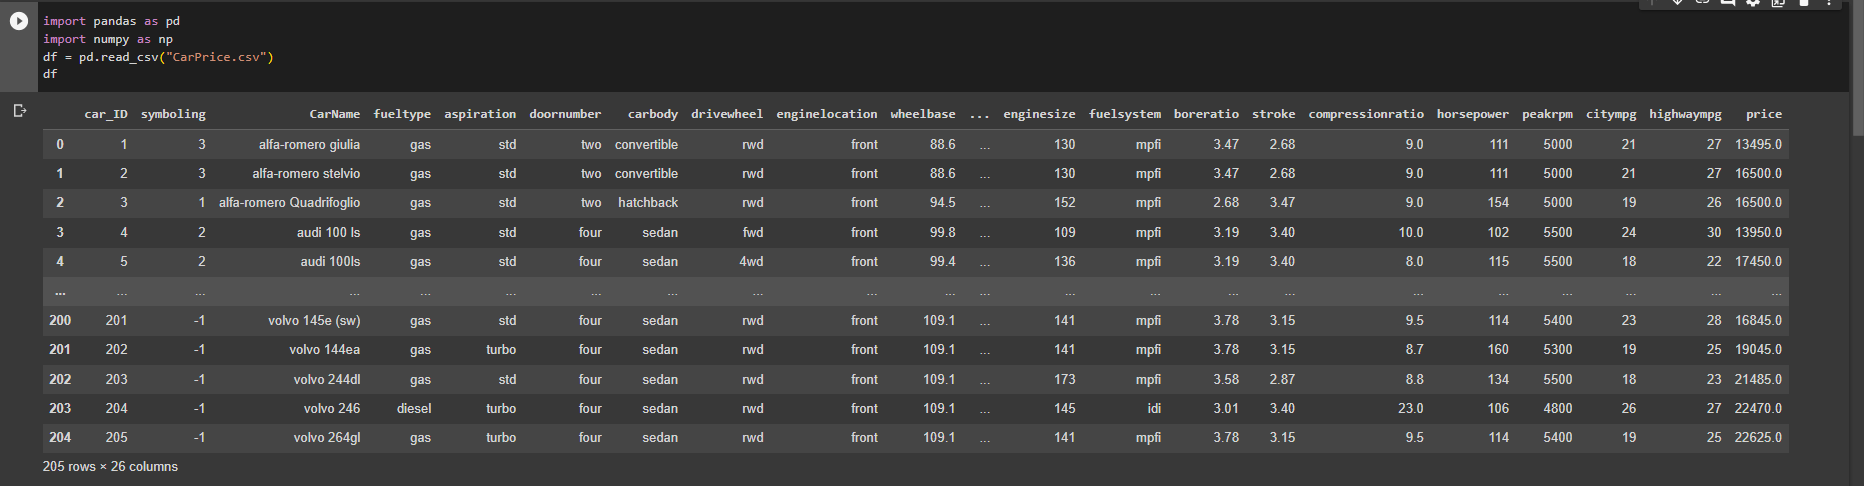 import pandas as pd
import numpy as np
df = pd.read_csv("CarPrice.csv")
df
car_ID symboling CarName fueltype aspiration doornumber carbody drivewheel enginelocation wheelbase ... enginesize fuelsystem boreratio stroke compressionratio horsepower peakrpm citympg highwaympg price
0 1 3 alfa-romero giulia gas std two convertible rwd front 88.6 ... 130 mpfi 3.47 2.68 9.0 111 5000 21 27 13495.0
1 2 3 alfa-romero stelvio gas std two convertible rwd front 88.6 ... 130 mpfi 3.47 2.68 9.0 111 5000 21 27 16500.0
2 3 1 alfa-romero Quadrifoglio gas std two hatchback rwd front 94.5 ... 152 mpfi 2.68 3.47 9.0 154 5000 19 26 16500.0
3 4 2 audi 100 ls gas std four sedan fwd front 99.8 ... 109 mpfi 3.19 3.40 10.0 102 5500 24 30 13950.0
4 5 2 audi 100ls gas std four sedan 4wd front 99.4 ... 136 mpfi 3.19 3.40 8.0 115 5500 18 22 17450.0
... ... ... ... ... ... ... ... ... ... ... ... ... ... ... ... ... ... ... ... ... ...
200 201 -1 volvo 145e (sw) gas std four sedan rwd front 109.1 ... 141 mpfi 3.78 3.15 9.5 114 5400 23 28 16845.0
201 202 -1 volvo 144ea gas turbo four sedan rwd front 109.1 ... 141 mpfi 3.78 3.15 8.7 160 5300 19 25 19045.0
202 203 -1 volvo 244dl gas std four sedan rwd front 109.1 ... 173 mpfi 3.58 2.87 8.8 134 5500 18 23 21485.0
203 204 -1 volvo 246 diesel turbo four sedan rwd front 109.1 ... 145 idi 3.01 3.40 23.0 106 4800 26 27 22470.0
204 205 -1 volvo 264gl gas turbo four sedan rwd front 109.1 ... 141 mpfi 3.78 3.15 9.5 114 5400 19 25 22625.0
205 rows × 26 columns